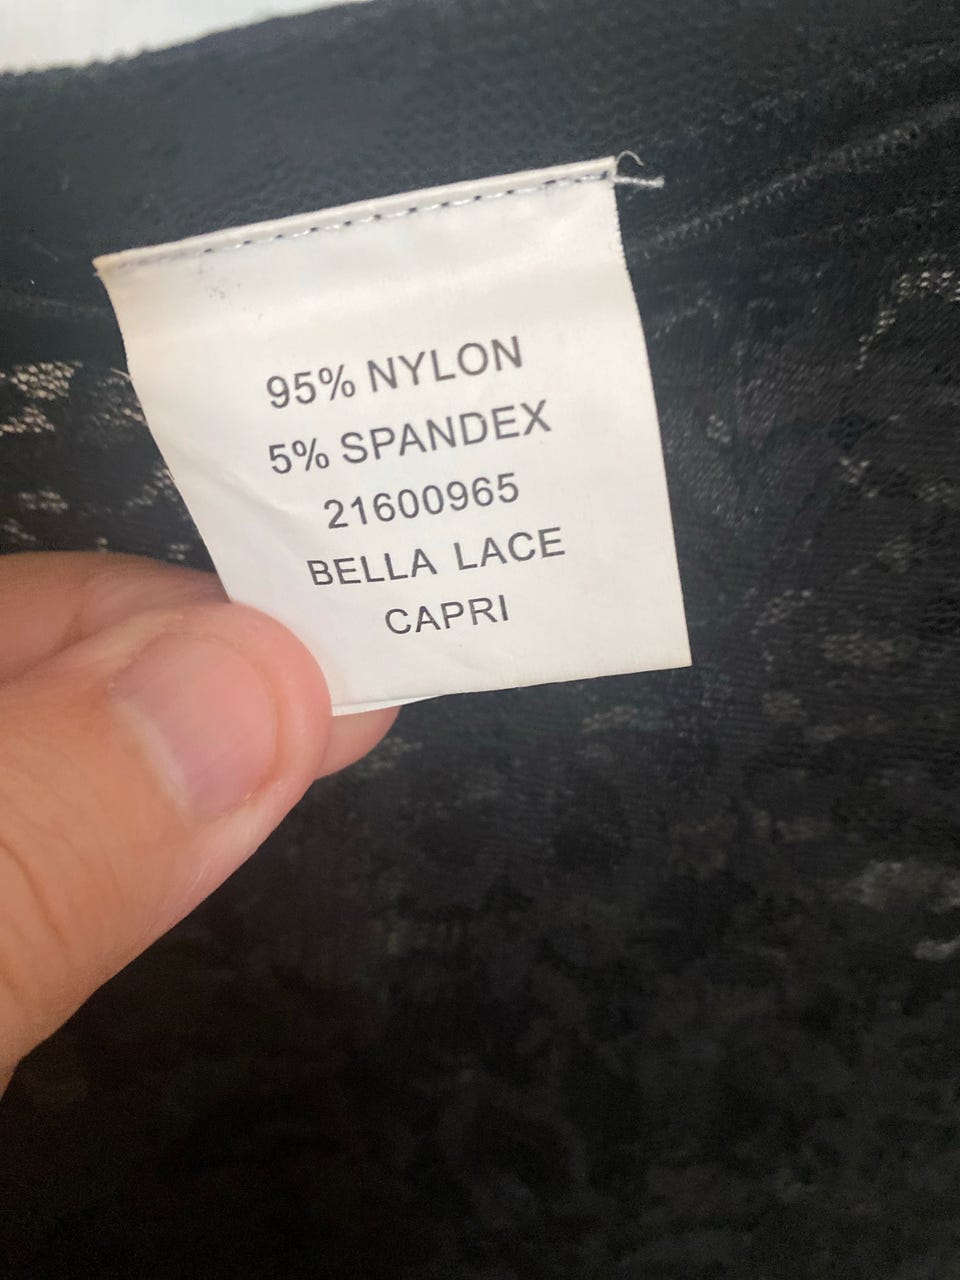 95% NYLON
5% SPANDEX
21600965
BELLA LACE
CAPRI